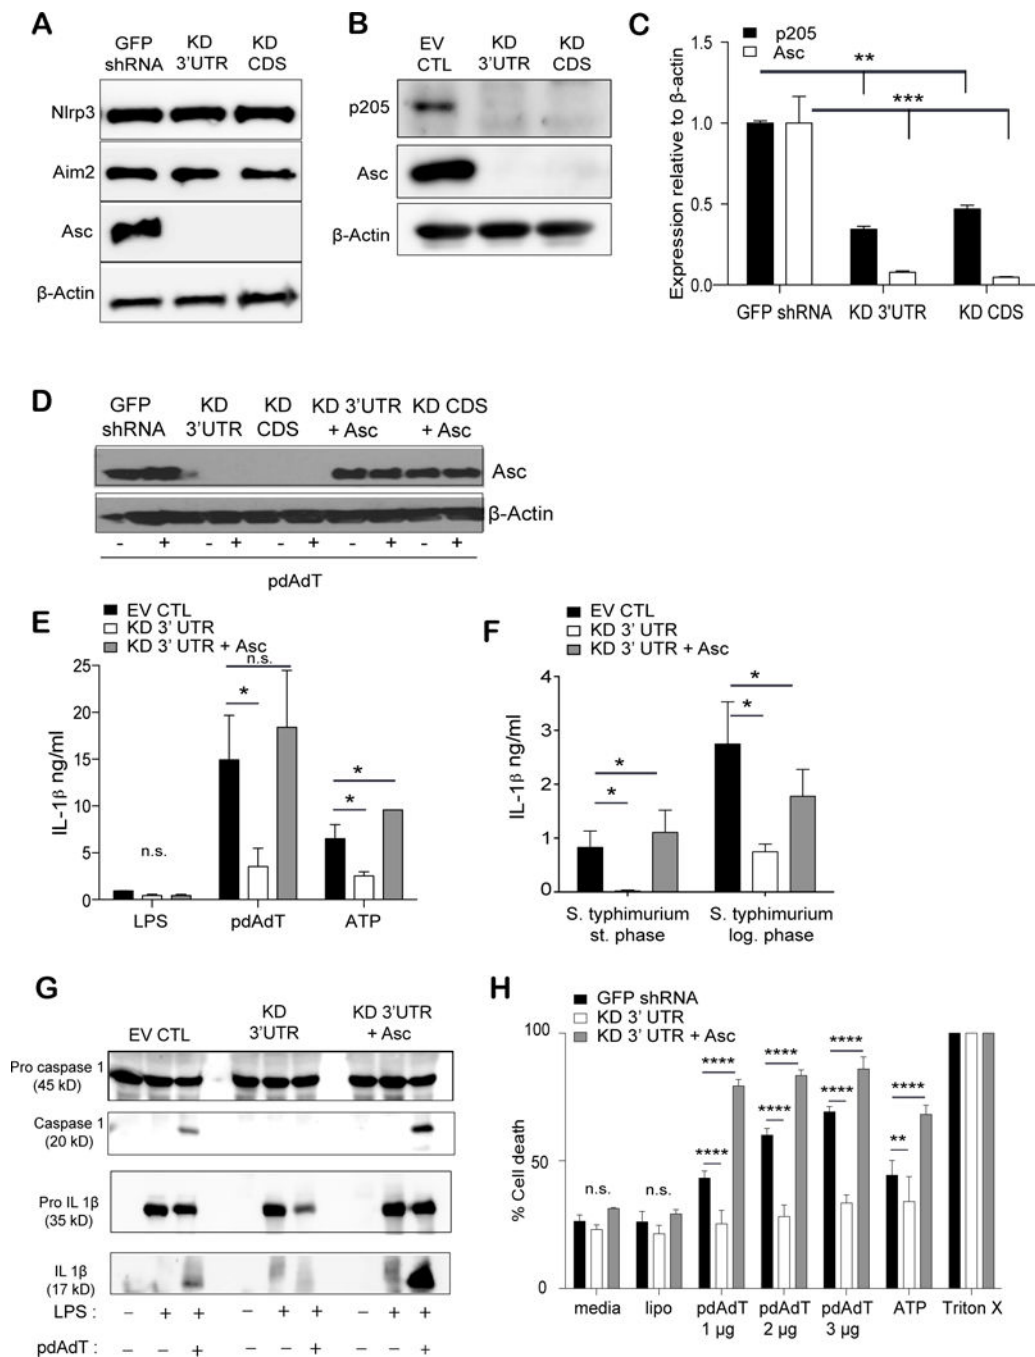 A
GFP shRNA
KD 3'UTR
KD CDS
Nlrp3
Aim2
Asc
β-Actin
B
EV CTL
KD 3'UTR
KD CDS
p205
Asc
β-Actin
C
p205
Asc
Expression relative to β-actin
1.5
1.0
0.5
0.0
**
***
GFP shRNA
KD 3'UTR
KD CDS
D
GFP shRNA
KD 3'UTR
KD CDS
KD 3'UTR + Asc
KD CDS + Asc
Asc
β-Actin
- + - + - + - + - +
pdAdT
E
EV CTL
KD 3' UTR
KD 3' UTR + Asc
IL-1β ng/ml
25
20
15
10
5
0
n.s.
n.s.
*
*
*
LPS
pdAdT
ATP
F
EV CTL
KD 3' UTR
KD 3' UTR + Asc
IL-1β ng/ml
4
3
2
1
0
*
*
*
*
S. typhimurium st. phase
S. typhimurium log. phase
G
EV CTL
KD 3'UTR
KD 3'UTR + Asc
Pro caspase 1 (45 kD)
Caspase 1 (20 kD)
Pro IL 1β (35 kD)
IL 1β (17 kD)
LPS : – + + – + + – + +
pdAdT : – – + – – + – – +
H
GFP shRNA
KD 3' UTR
KD 3' UTR + Asc
% Cell death
100
50
0
n.s.
n.s.
****
****
****
****
****
****
****
**
media
lipo
pdAdT 1 µg
pdAdT 2 µg
pdAdT 3 µg
ATP
Triton X